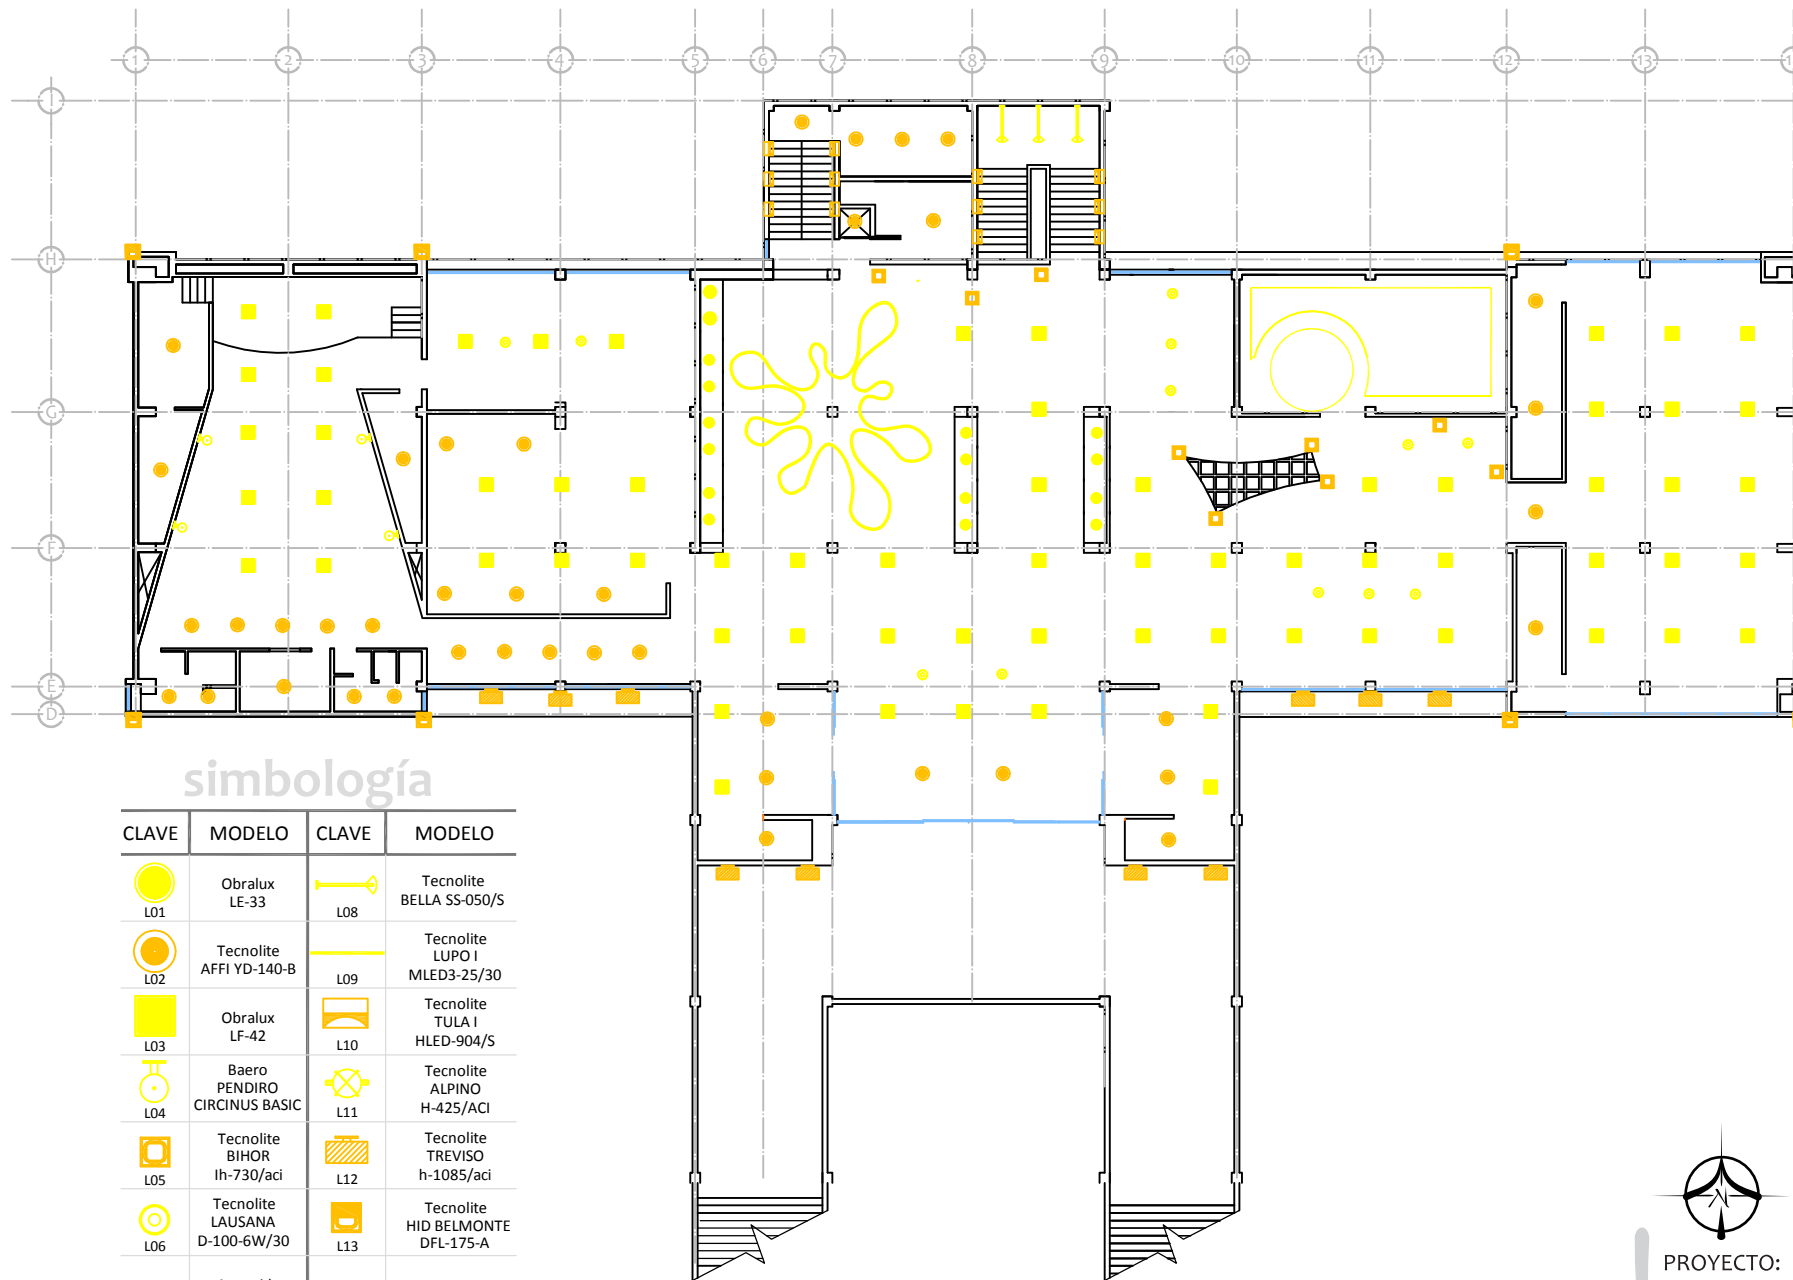 1 2 3 4 5 6 7 8 9 10 11 12 13
I
H
G
F
E
D
simbología
CLAVE MODELO CLAVE MODELO
L01 Obralux
LE-33
L08 Tecnolite
BELLA SS-050/S
L02 Tecnolite
AFFI YD-140-B
L09 Tecnolite
LUPO I
MLED3-25/30
L03 Obralux
LF-42
L10 Tecnolite
TULA I
HLED-904/S
L04 Baero
PENDIRO
CIRCINUS BASIC
L11 Tecnolite
ALPINO
H-425/ACI
L05 Tecnolite
BIHOR
lh-730/aci
L12 Tecnolite
TREVISO
h-1085/aci
L06 Tecnolite
LAUSANA
D-100-6W/30
L13 Tecnolite
HID BELMONTE
DFL-175-A
N
PROYECTO: